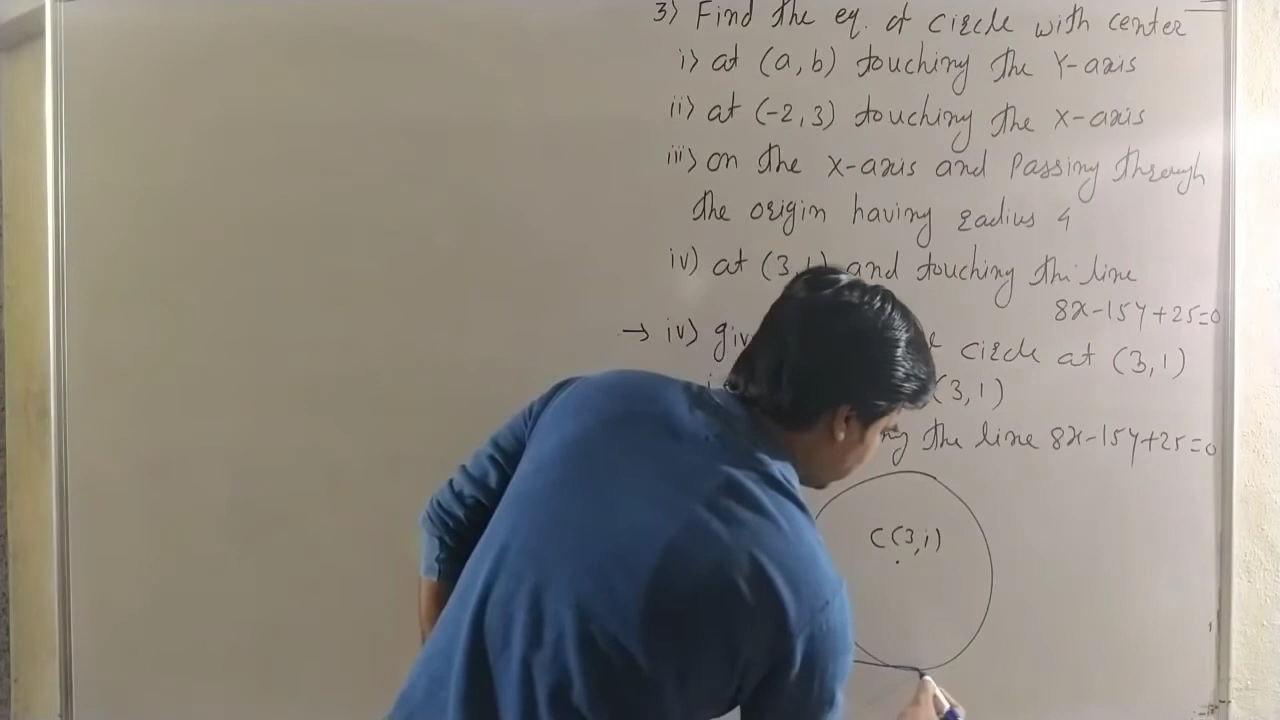 3) Find the eq. of circle with center
i) at (a, b) touching the Y-axis
ii) at (-2, 3) touching the X-axis
iii) on the X-axis and Passing through
the origin having radius 4
iv) at (3, 1) and touching the line
8x-15y+25=0
→ iv) circle at (3, 1)
(3, 1)
the line 8x-15y+25=0
C(3,1)